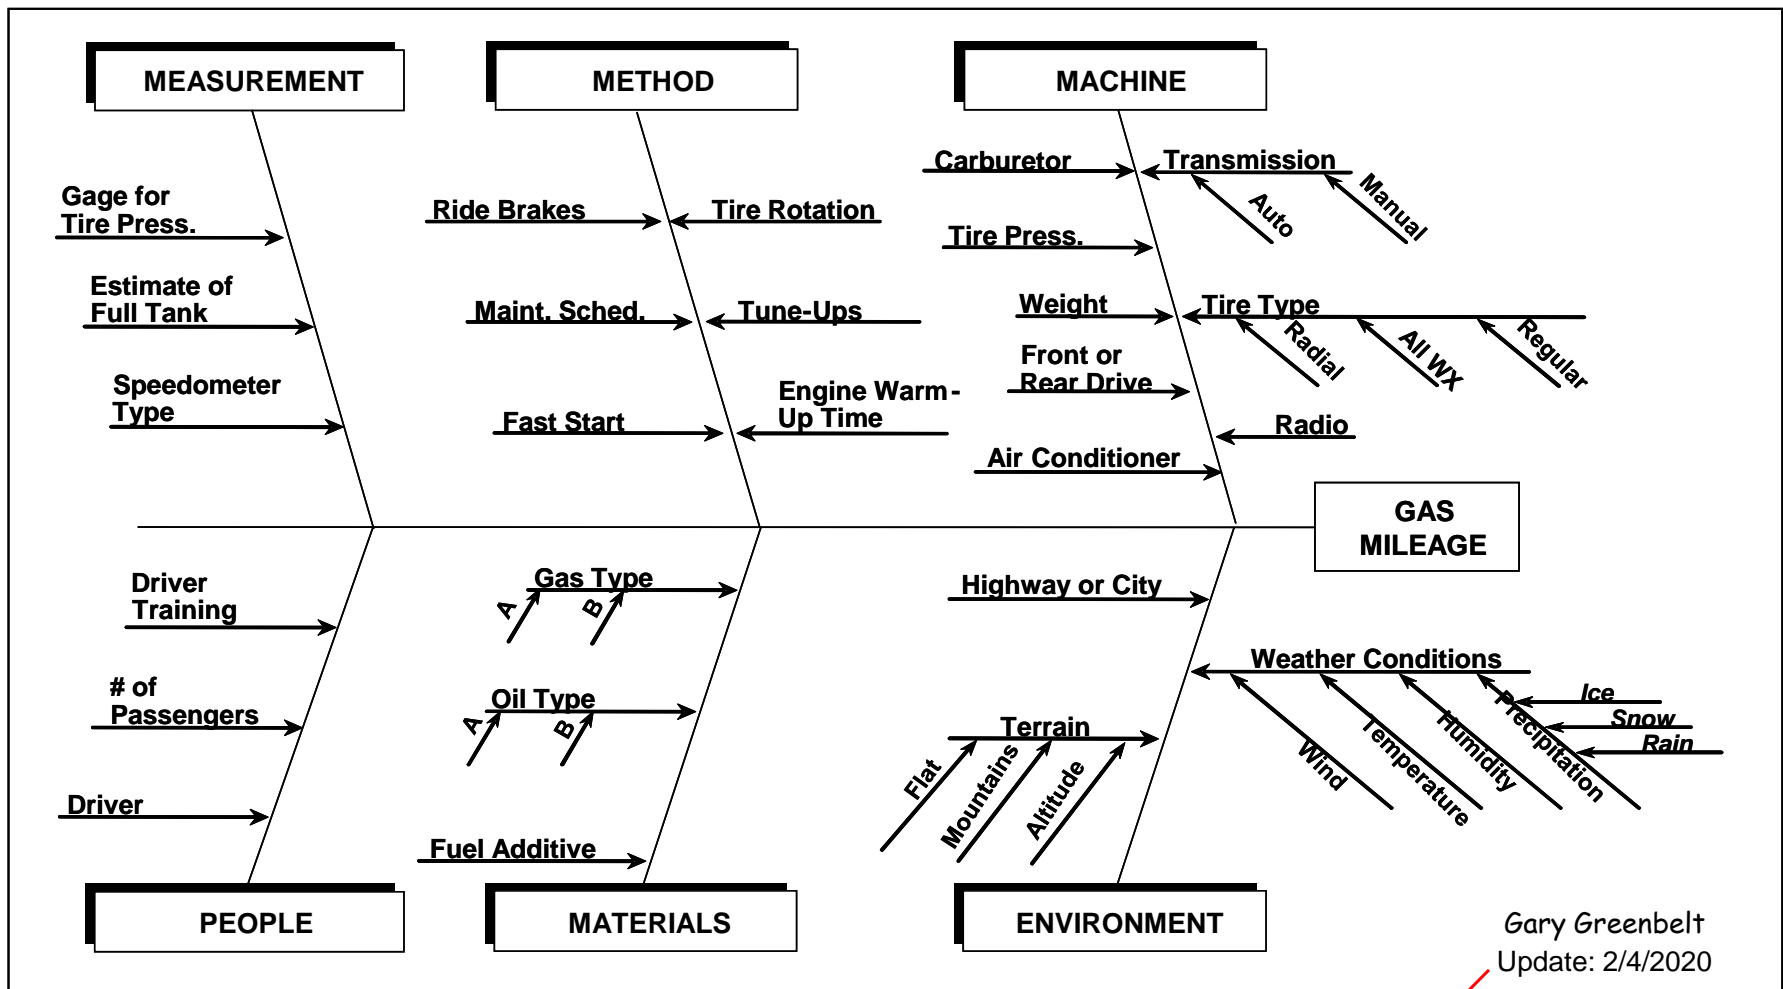 MEASUREMENT
METHOD
MACHINE
Gage for
Tire Press.
Estimate of
Full Tank
Speedometer
Type
Ride Brakes
Tire Rotation
Maint. Sched.
Tune-Ups
Fast Start
Engine Warm-
Up Time
Carburetor
Transmission
Auto
Manual
Tire Press.
Weight
Tire Type
Radial
All WX
Regular
Front or
Rear Drive
Radio
Air Conditioner
GAS
MILEAGE
Driver
Training
# of
Passengers
Driver
Gas Type
A
B
Oil Type
A
B
Fuel Additive
Highway or City
Weather Conditions
Wind
Temperature
Humidity
Precipitation
Ice
Snow
Rain
Terrain
Flat
Mountains
Altitude
PEOPLE
MATERIALS
ENVIRONMENT
Gary Greenbelt
Update: 2/4/2020